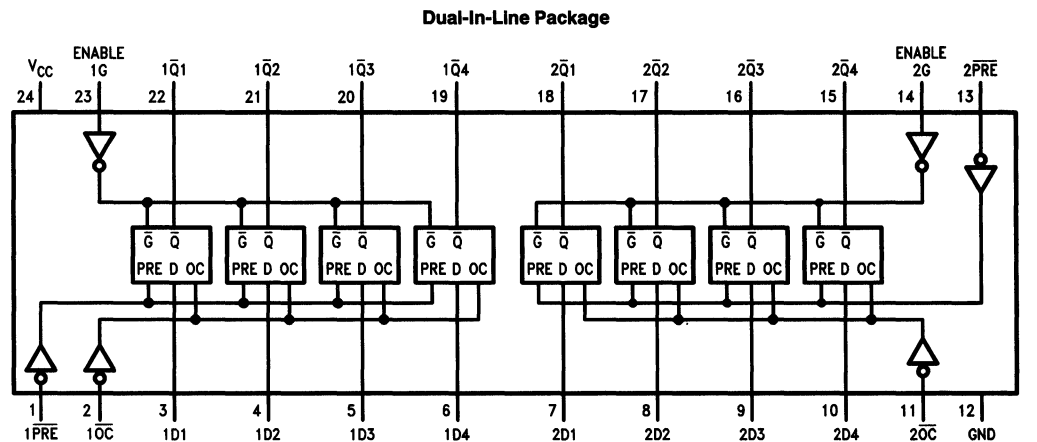 Dual-In-Line Package
ENABLE ENABLE
V_CC 1G 1Q̅1 1Q̅2 1Q̅3 1Q̅4 2Q̅1 2Q̅2 2Q̅3 2Q̅4 2G 2P̅R̅E̅
24 23 22 21 20 19 18 17 16 15 14 13
G̅ Q̅ G̅ Q̅ G̅ Q̅ G̅ Q̅ G̅ Q̅ G̅ Q̅ G̅ Q̅ G̅ Q̅
PRE D OC PRE D OC PRE D OC PRE D OC PRE D OC PRE D OC PRE D OC PRE D OC
1 2 3 4 5 6 7 8 9 10 11 12
1P̅R̅E̅ 1O̅C̅ 1D1 1D2 1D3 1D4 2D1 2D2 2D3 2D4 2O̅C̅ GND